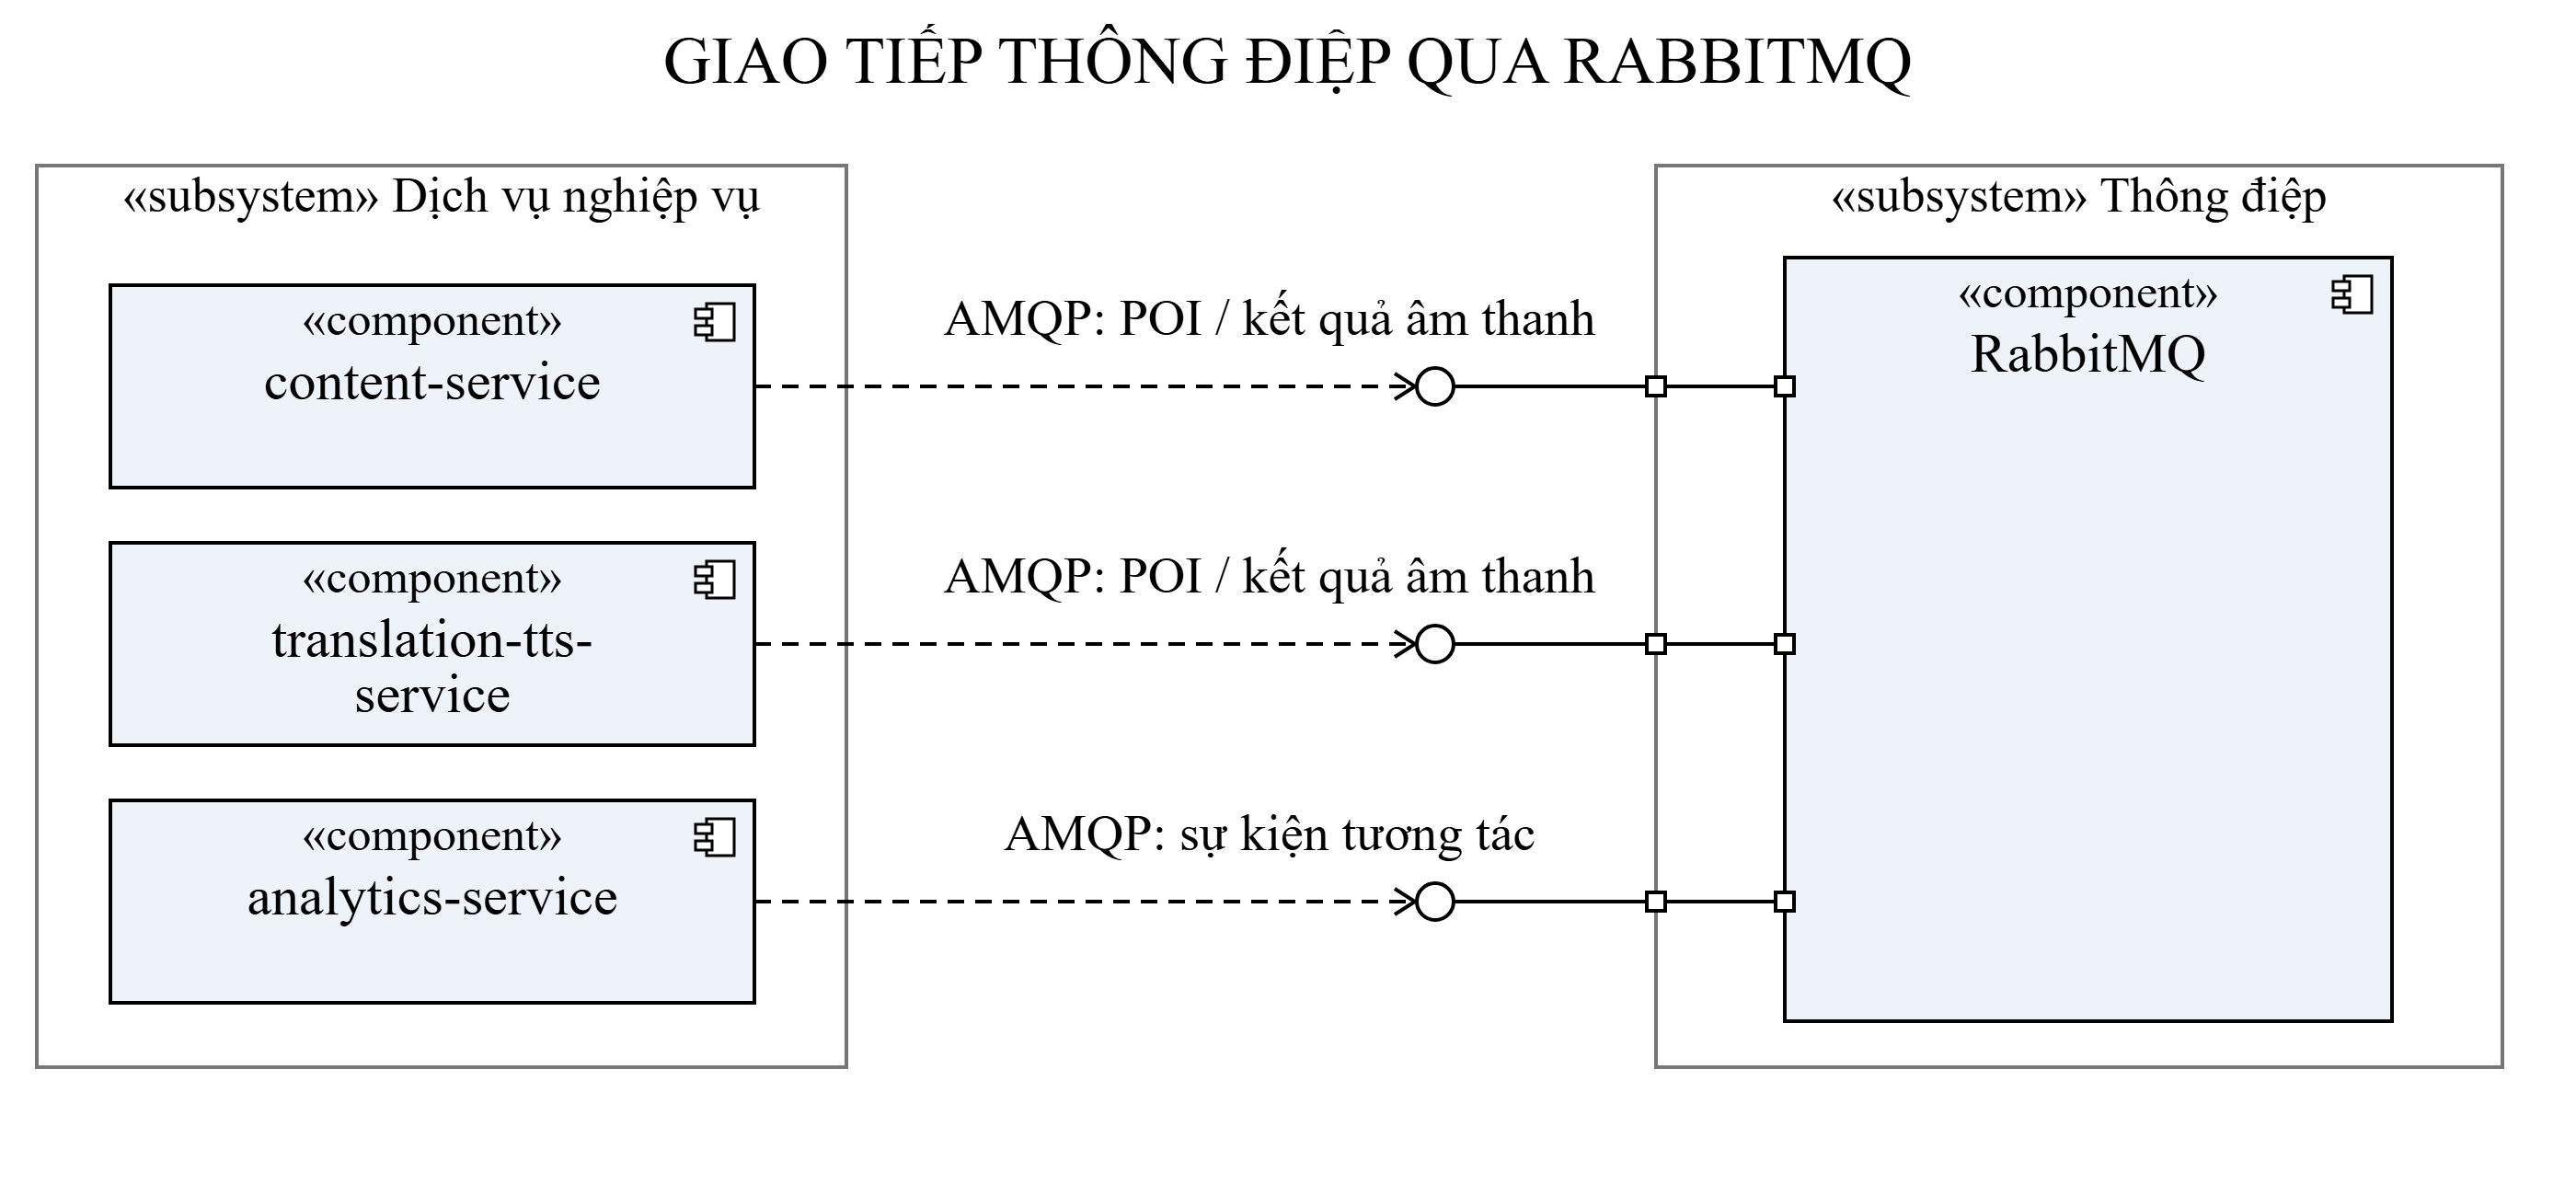 GIAO TIẾP THÔNG ĐIỆP QUA RABBITMQ
«subsystem» Dịch vụ nghiệp vụ
«component»
content-service
«component»
translation-tts-
service
«component»
analytics-service
AMQP: POI / kết quả âm thanh
AMQP: POI / kết quả âm thanh
AMQP: sự kiện tương tác
«subsystem» Thông điệp
«component»
RabbitMQ